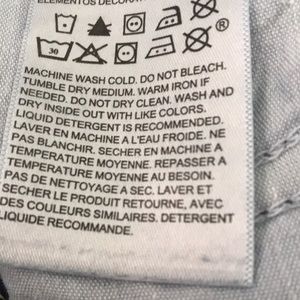 ELEMENTOS DECORA
®
30
MACHINE WASH COLD. DO NOT BLEACH.
TUMBLE DRY MEDIUM. WARM IRON IF
NEEDED. DO NOT DRY CLEAN. WASH AND
DRY INSIDE OUT WITH LIKE COLORS.
LIQUID DETERGENT IS RECOMMENDED.
LAVER EN MACHINE A L'EAU FROIDE. NE
PAS BLANCHIR. SECHER EN MACHINE A
TEMPERATURE MOYENNE. REPASSER A
TEMPERATURE MOYENNE AU BESOIN.
PAS DE NETTOYAGE A SEC. LAVER ET
SECHER LE PRODUIT RETOURNE, AVEC
DES COULEURS SIMILAIRES. DETERGENT
LIQUIDE RECOMMANDE.